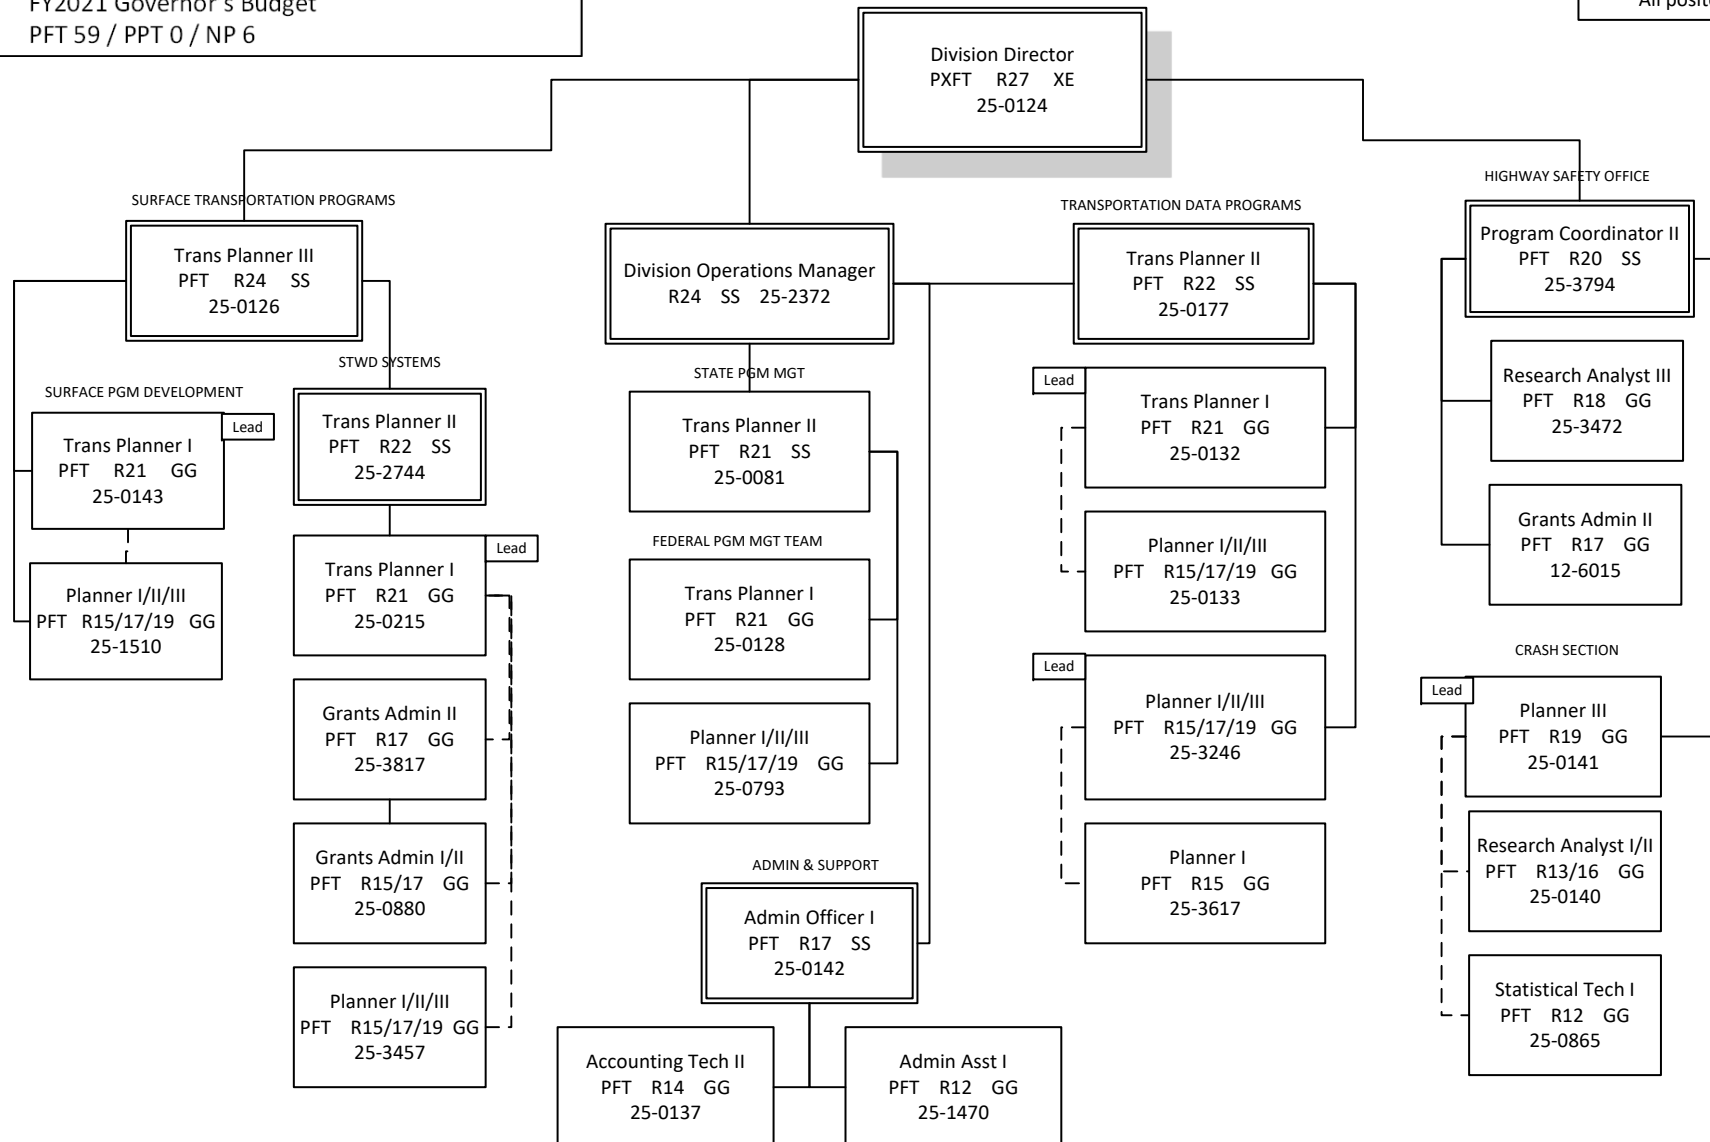 FY2021 Governor's Budget
PFT 59 / PPT 0 / NP 6
Division Director
PXFT R27 XE
25-0124
SURFACE TRANSPORTATION PROGRAMS
Trans Planner III
PFT R24 SS
25-0126
SURFACE PGM DEVELOPMENT
Lead
Trans Planner I
PFT R21 GG
25-0143
Planner I/II/III
PFT R15/17/19 GG
25-1510
STWD SYSTEMS
Trans Planner II
PFT R22 SS
25-2744
Lead
Trans Planner I
PFT R21 GG
25-0215
Grants Admin II
PFT R17 GG
25-3817
Grants Admin I/II
PFT R15/17 GG
25-0880
Planner I/II/III
PFT R15/17/19 GG
25-3457
Division Operations Manager
R24 SS 25-2372
STATE PGM MGT
Trans Planner II
PFT R21 SS
25-0081
FEDERAL PGM MGT TEAM
Trans Planner I
PFT R21 GG
25-0128
Planner I/II/III
PFT R15/17/19 GG
25-0793
ADMIN & SUPPORT
Admin Officer I
PFT R17 SS
25-0142
Accounting Tech II
PFT R14 GG
25-0137
Admin Asst I
PFT R12 GG
25-1470
TRANSPORTATION DATA PROGRAMS
Trans Planner II
PFT R22 SS
25-0177
Lead
Trans Planner I
PFT R21 GG
25-0132
Planner I/II/III
PFT R15/17/19 GG
25-0133
Lead
Planner I/II/III
PFT R15/17/19 GG
25-3246
Planner I
PFT R15 GG
25-3617
All posit
HIGHWAY SAFETY OFFICE
Program Coordinator II
PFT R20 SS
25-3794
Research Analyst III
PFT R18 GG
25-3472
Grants Admin II
PFT R17 GG
12-6015
CRASH SECTION
Lead
Planner III
PFT R19 GG
25-0141
Research Analyst I/II
PFT R13/16 GG
25-0140
Statistical Tech I
PFT R12 GG
25-0865